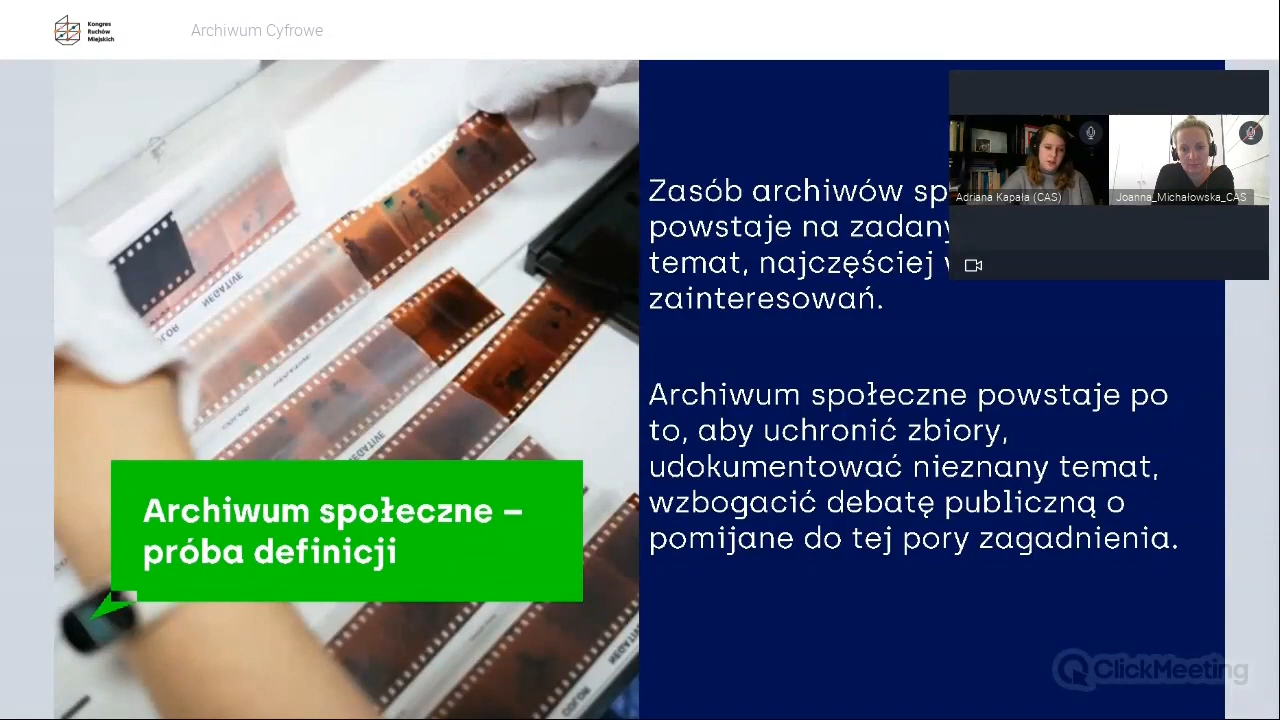 Kongres
Ruchów
Miejskich
Archiwum Cyfrowe
Adriana Kapała (CAS)
Joanna_Michałowska_CAS
Zasób archiwów
powstaje na
temat, najczęściej
zainteresowań.
Archiwum społeczne powstaje po
to, aby uchronić zbiory,
udokumentować nieznany temat,
wzbogacić debatę publiczną o
pomijane do tej pory zagadnienia.
Archiwum społeczne –
próba definicji
ClickMeeting